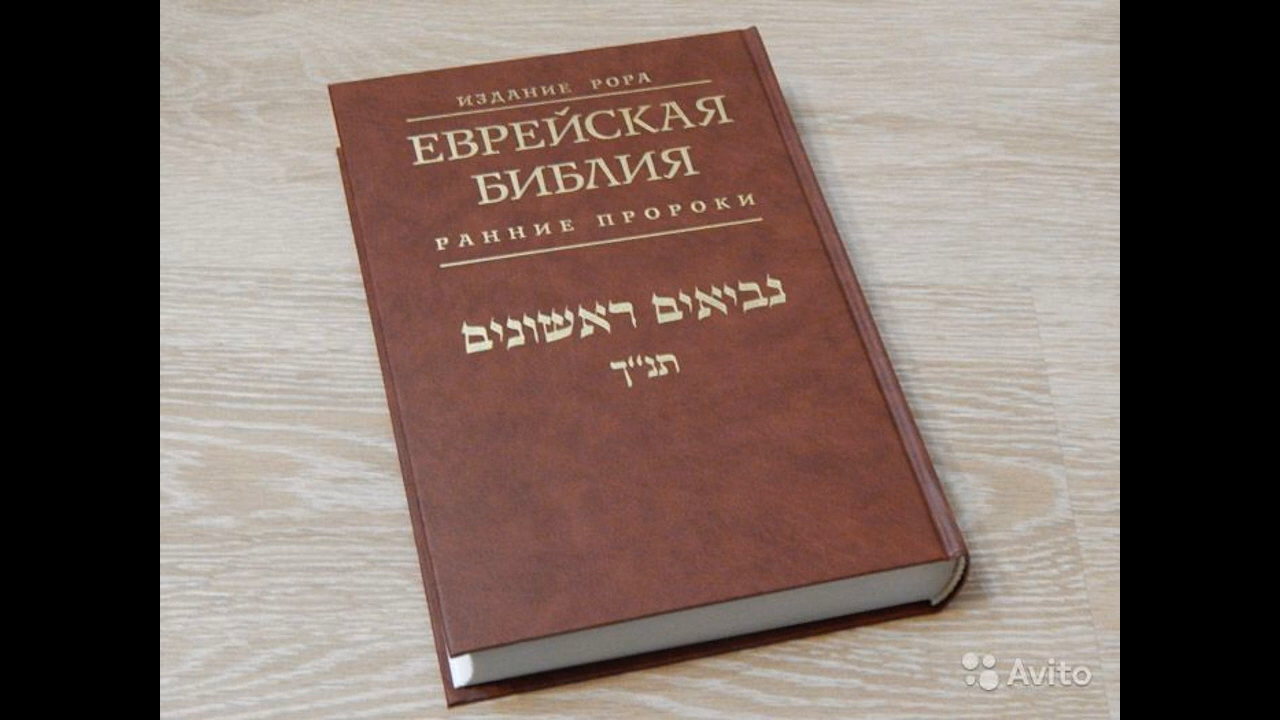 ИЗДАНИЕ РОРА
ЕВРЕЙСКАЯ
БИБЛИЯ
РАННИЕ ПРОРОКИ
נביאים ראשונים
תנ״ך
Avito